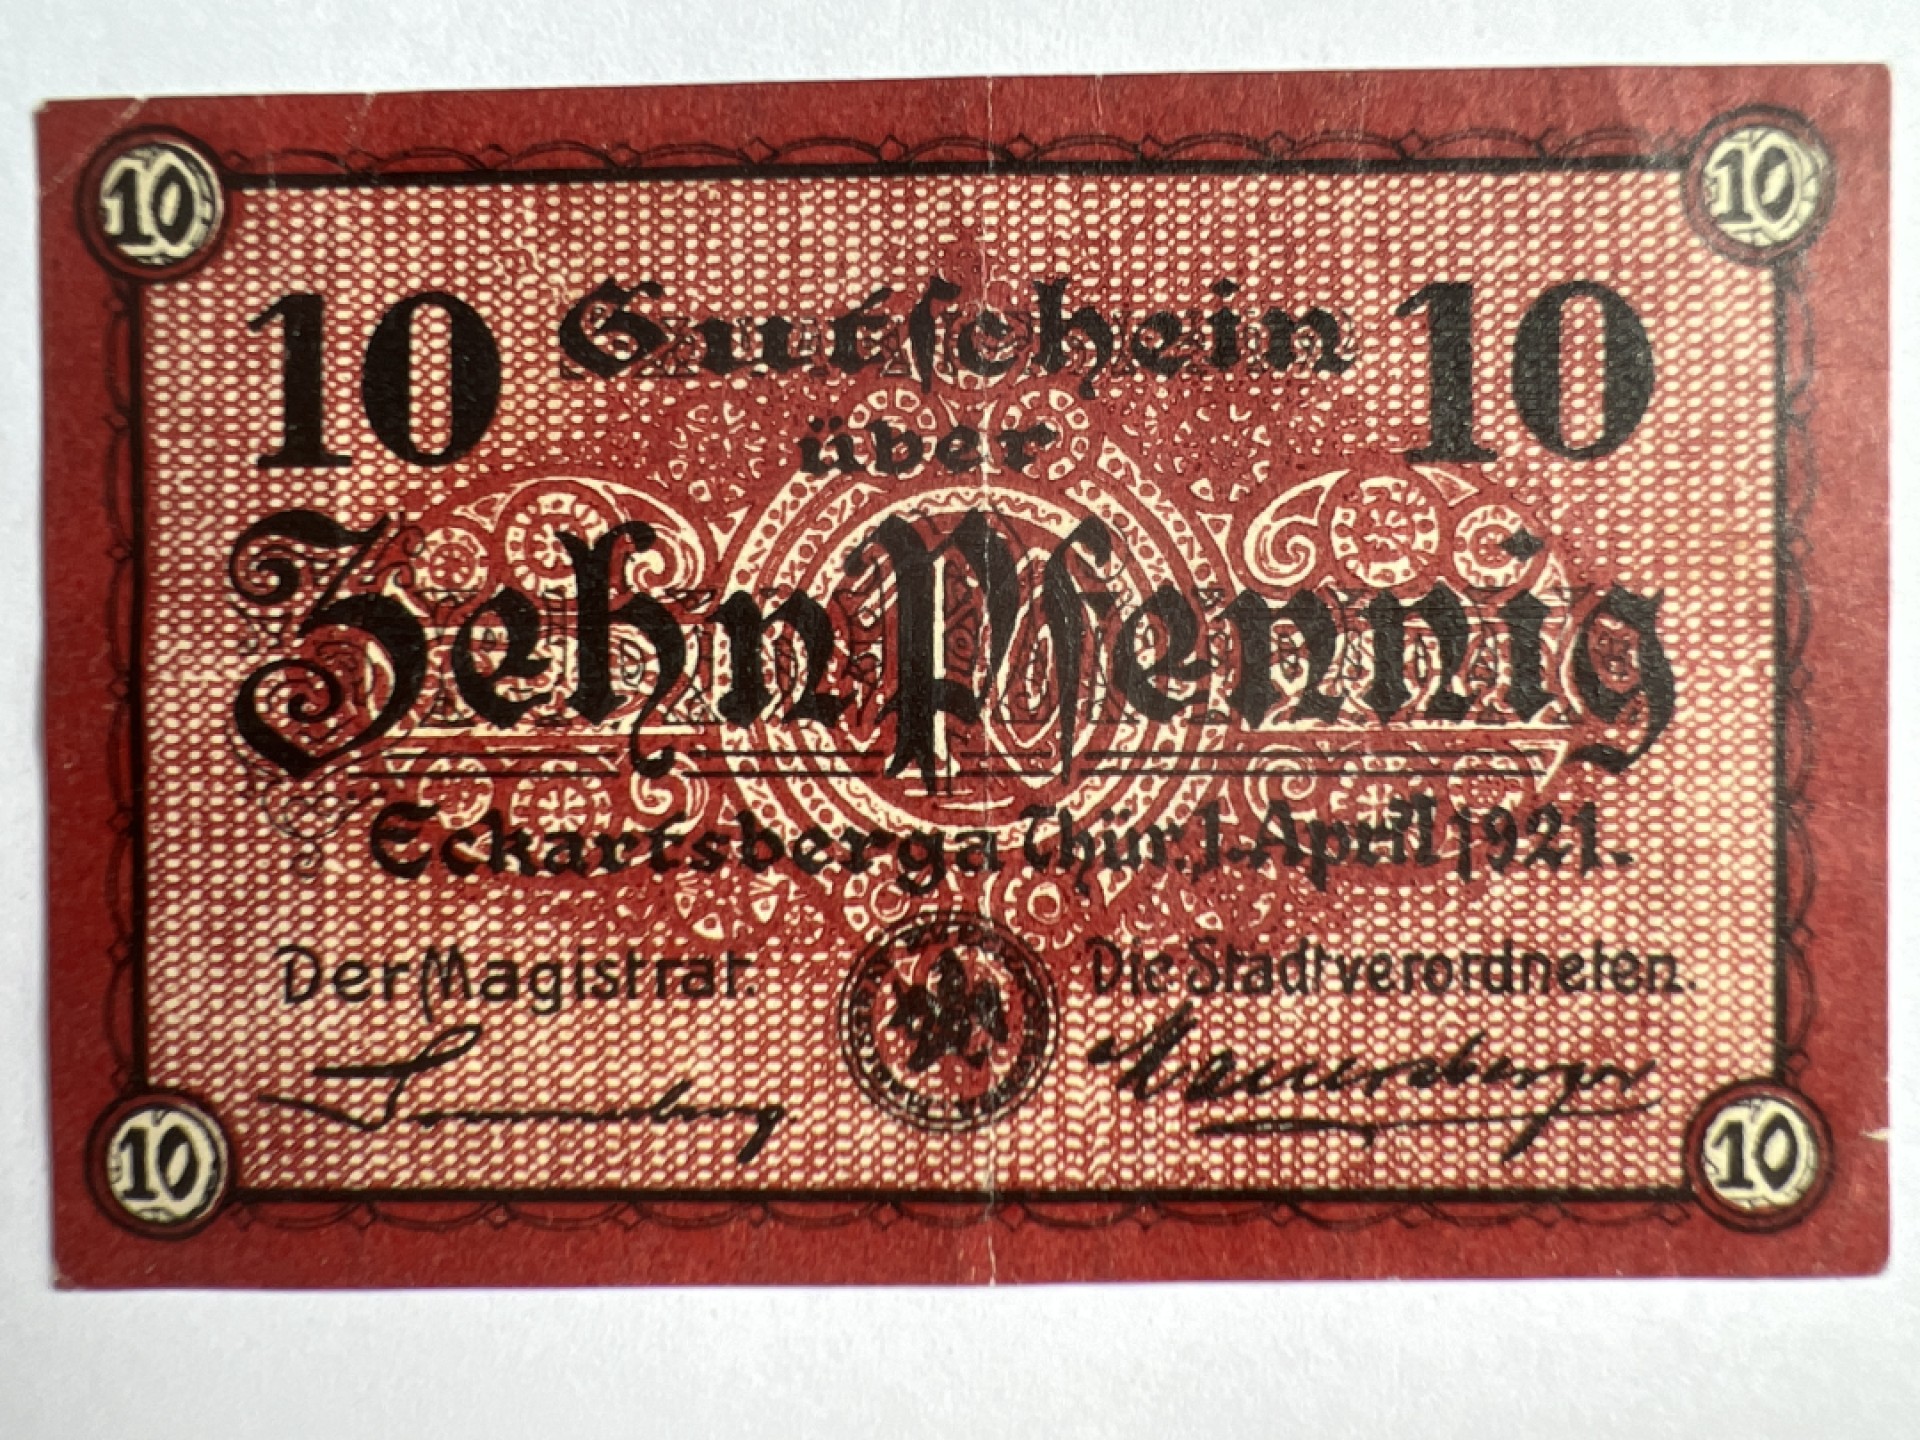 10 10
10 Gutschein 10
über
Zehn Pfennig
Eckartsberga Thür. 1. April 1921.
Der Magistrat. Die Stadtverordneten.
10 10